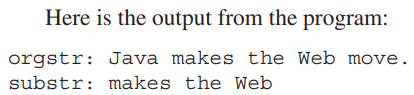 Here is the output from the program:
orgstr: Java makes the Web move.
substr: makes the Web